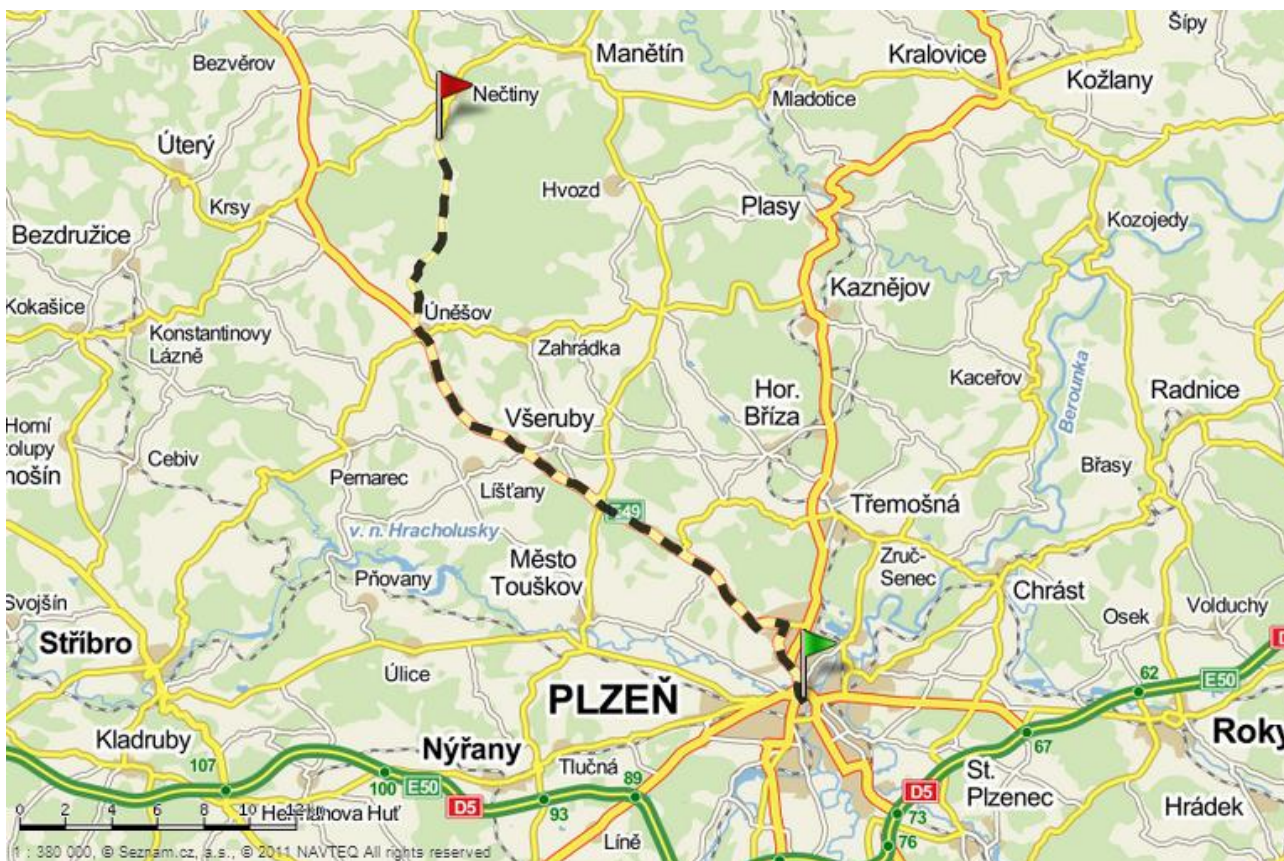 Šípy
Manětín
Kralovice
Bezvěrov
Kožlany
Nečtiny
Mladotice
Úterý
Hvozd
Krsy
Plasy
Kozojedy
Bezdružice
Kaznějov
Kokašice
Úněšov
Konstantinovy
Lázně
Zahrádka
Kaceřov
Hor.
Bříza
Radnice
Berounka
Všeruby
Horní
Cebiv
Břasy
Pernarec
Líšťany
Třemošná
E49
v. n. Hracholusky
Město
Touškov
Zruč-
Senec
Pňovany
Chrást
Svojšín
Osek
Volduchy
Stříbro
Úlice
62
E50
PLZEŇ
Kladruby
Nýřany
67
107
Tlučná
89
St.
Plzenec
100
E50
D5
93
D5
73
Hrádek
76
Líně
0 2 4 6 8 10
1 : 380 000, © Seznam.cz, a.s., © 2011 NAVTEQ All rights reserved